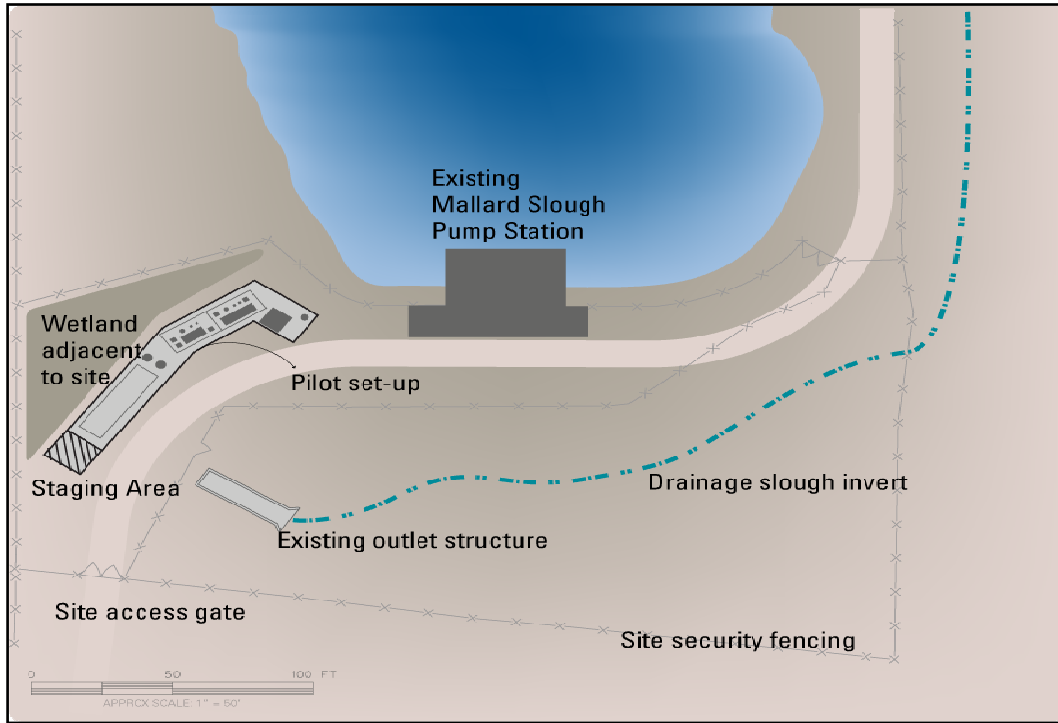 Existing
Mallard Slough
Pump Station
Wetland
adjacent
to site
Pilot set-up
Staging Area
Drainage slough invert
Existing outlet structure
Site access gate
Site security fencing
0 50 100 FT
APPRCX SCALE: 1" = 50'